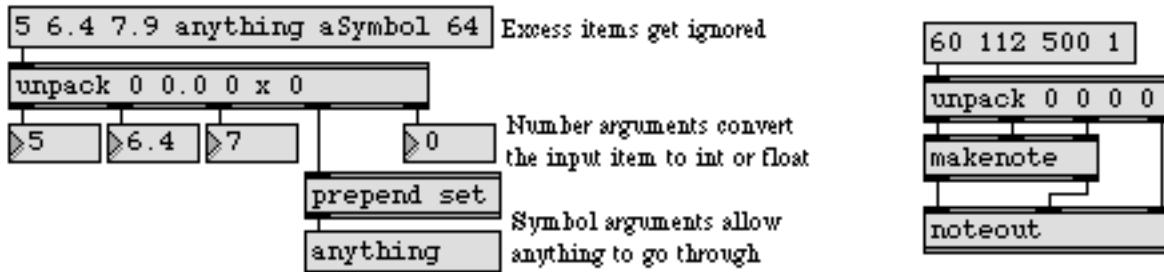 5 6.4 7.9 anything aSymbol 64
Excess items get ignored
unpack 0 0.0 0 x 0
5
6.4
7
0
Number arguments convert
the input item to int or float
prepend set
Symbol arguments allow
anything to go through
anything
60 112 500 1
unpack 0 0 0 0
makenote
noteout